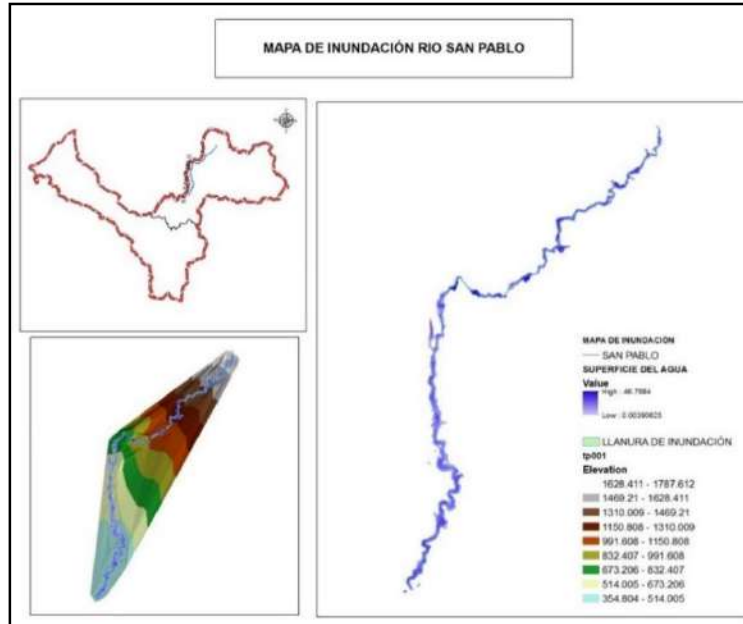 MAPA DE INUNDACIÓN RIO SAN PABLO
MAPA DE INUNDACIÓN
SAN PABLO
SUPERFICIE DEL AGUA
Value
High : 46.7684
Low : 0.00390625
LLANURA DE INUNDACIÓN
tp001
Elevation
1628.411 - 1787.612
1469.21 - 1628.411
1310.009 - 1469.21
1150.808 - 1310.009
991.608 - 1150.808
832.407 - 991.608
673.206 - 832.407
514.005 - 673.206
354.804 - 514.005